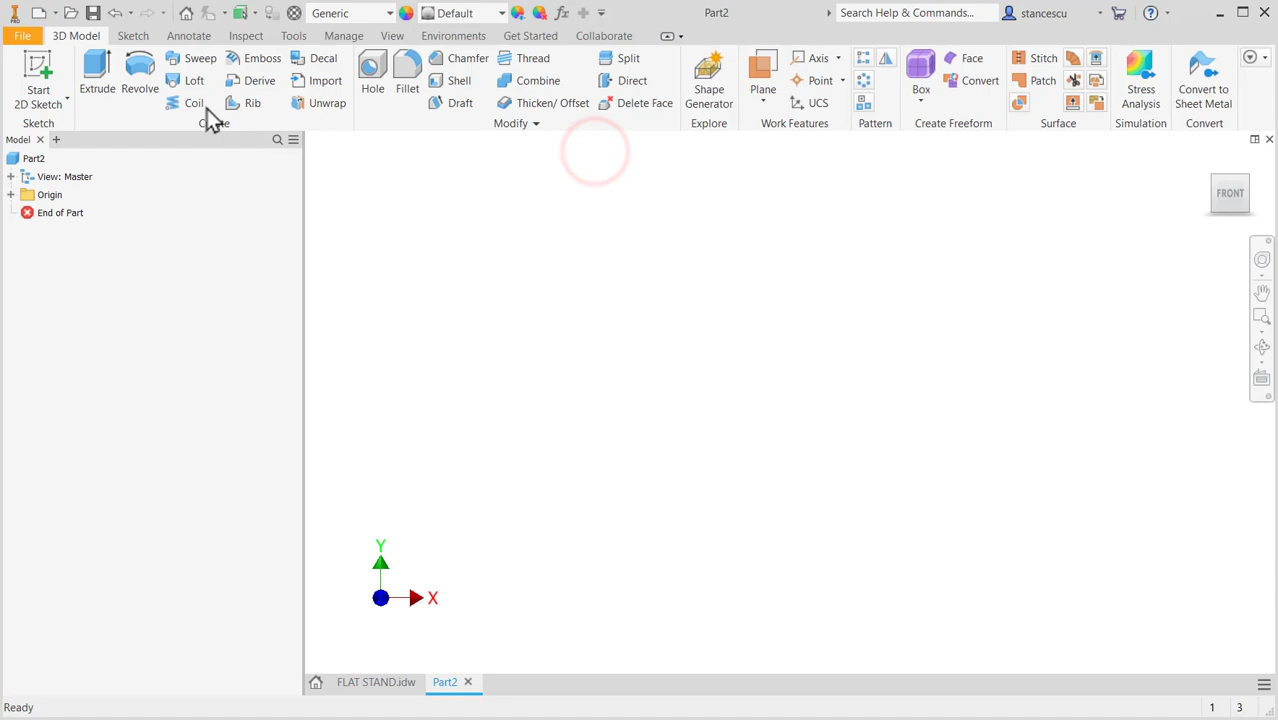 PRO Generic Default Part2 Search Help & Commands... stancescu
File 3D Model Sketch Annotate Inspect Tools Manage View Environments Get Started Collaborate
Start
2D Sketch
Sketch
Extrude
Revolve
Sweep Emboss Decal
Loft Derive Import
Coil Rib Unwrap
Hole
Fillet
Chamfer Thread Split
Shell Combine Direct
Draft Thicken/ Offset Delete Face
Modify
Shape
Generator
Explore
Plane
Axis
Point
UCS
Work Features
Pattern
Box
Face
Convert
Create Freeform
Stitch
Patch
Surface
Stress
Analysis
Simulation
Convert to
Sheet Metal
Convert
Model
Part2
View: Master
Origin
End of Part
FRONT
Y
X
FLAT STAND.idw Part2
Ready 1 3